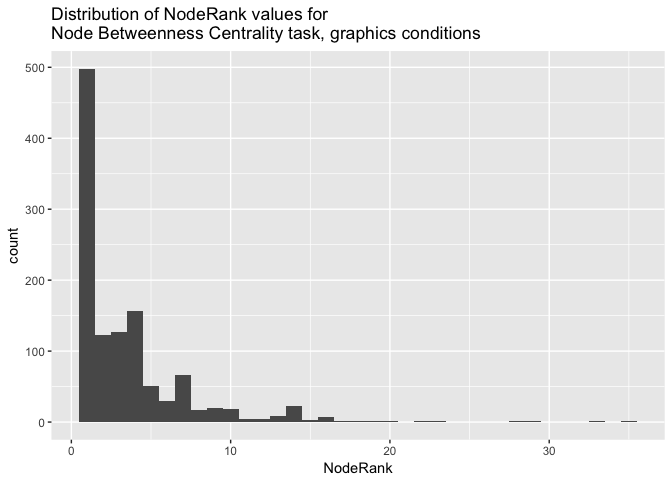 Distribution of NodeRank values for
Node Betweenness Centrality task, graphics conditions
500
400
300
200
100
0
count
0 10 20 30
NodeRank